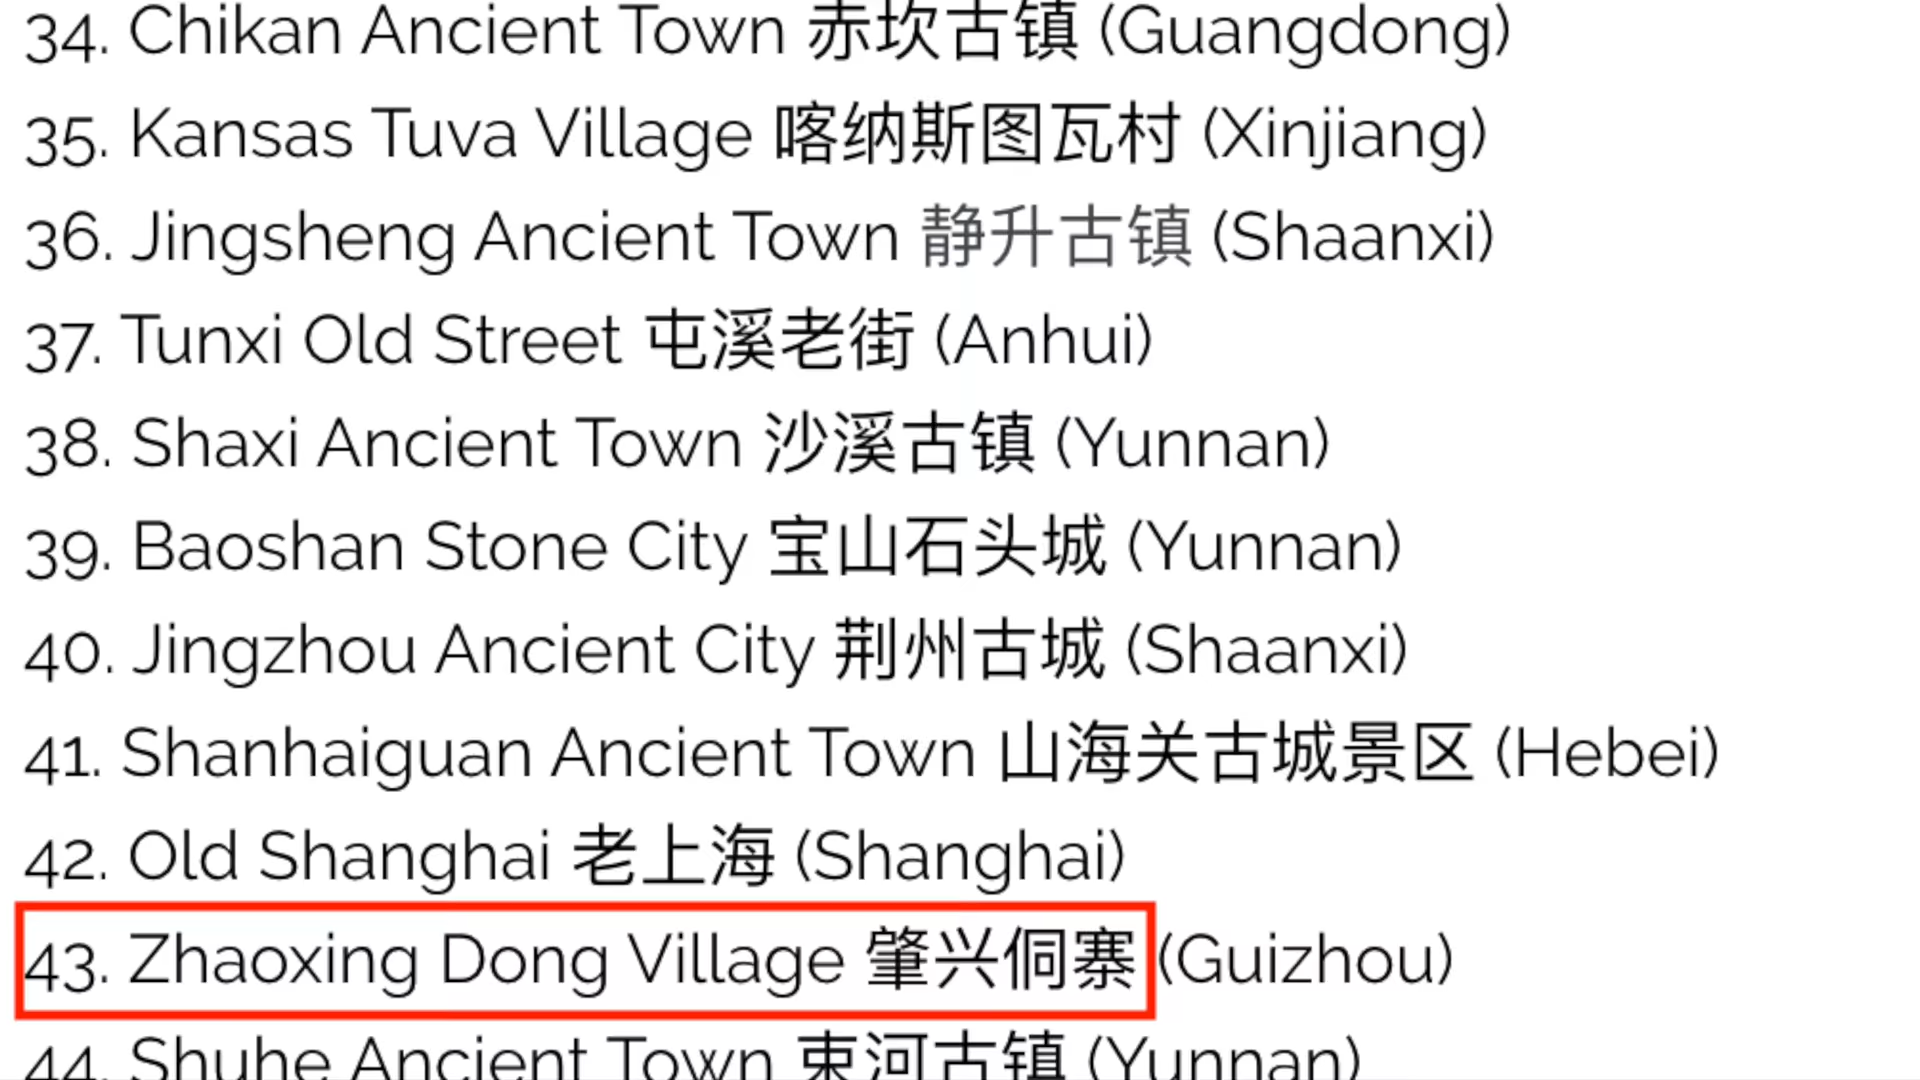 34. Chikan Ancient Town 赤坎古镇 (Guangdong)
35. Kansas Tuva Village 喀纳斯图瓦村 (Xinjiang)
36. Jingsheng Ancient Town 静升古镇 (Shaanxi)
37. Tunxi Old Street 屯溪老街 (Anhui)
38. Shaxi Ancient Town 沙溪古镇 (Yunnan)
39. Baoshan Stone City 宝山石头城 (Yunnan)
40. Jingzhou Ancient City 荆州古城 (Shaanxi)
41. Shanhaiguan Ancient Town 山海关古城景区 (Hebei)
42. Old Shanghai 老上海 (Shanghai)
43. Zhaoxing Dong Village 肇兴侗寨 (Guizhou)
44. Shuhe Ancient Town 束河古镇 (Yunnan)